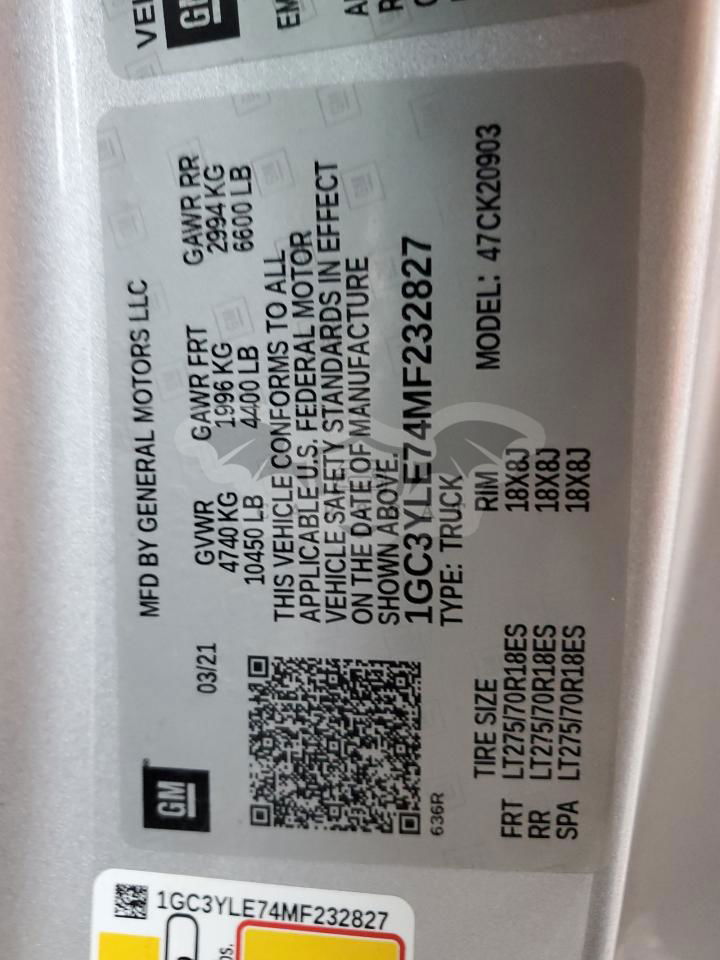 GM
03/21
MFD BY GENERAL MOTORS LLC
GVWR GAWR FRT GAWR RR
4740 KG 1996 KG 2994 KG
10450 LB 4400 LB 6600 LB
THIS VEHICLE CONFORMS TO ALL
APPLICABLE U.S. FEDERAL MOTOR
VEHICLE SAFETY STANDARDS IN EFFECT
ON THE DATE OF MANUFACTURE
SHOWN ABOVE.
1GC3YLE74MF232827
TYPE: TRUCK
636R
MODEL: 47CK20903
TIRE SIZE RIM
FRT LT275/70R18ES 18X8J
RR LT275/70R18ES 18X8J
SPA LT275/70R18ES 18X8J
1GC3YLE74MF232827
GM